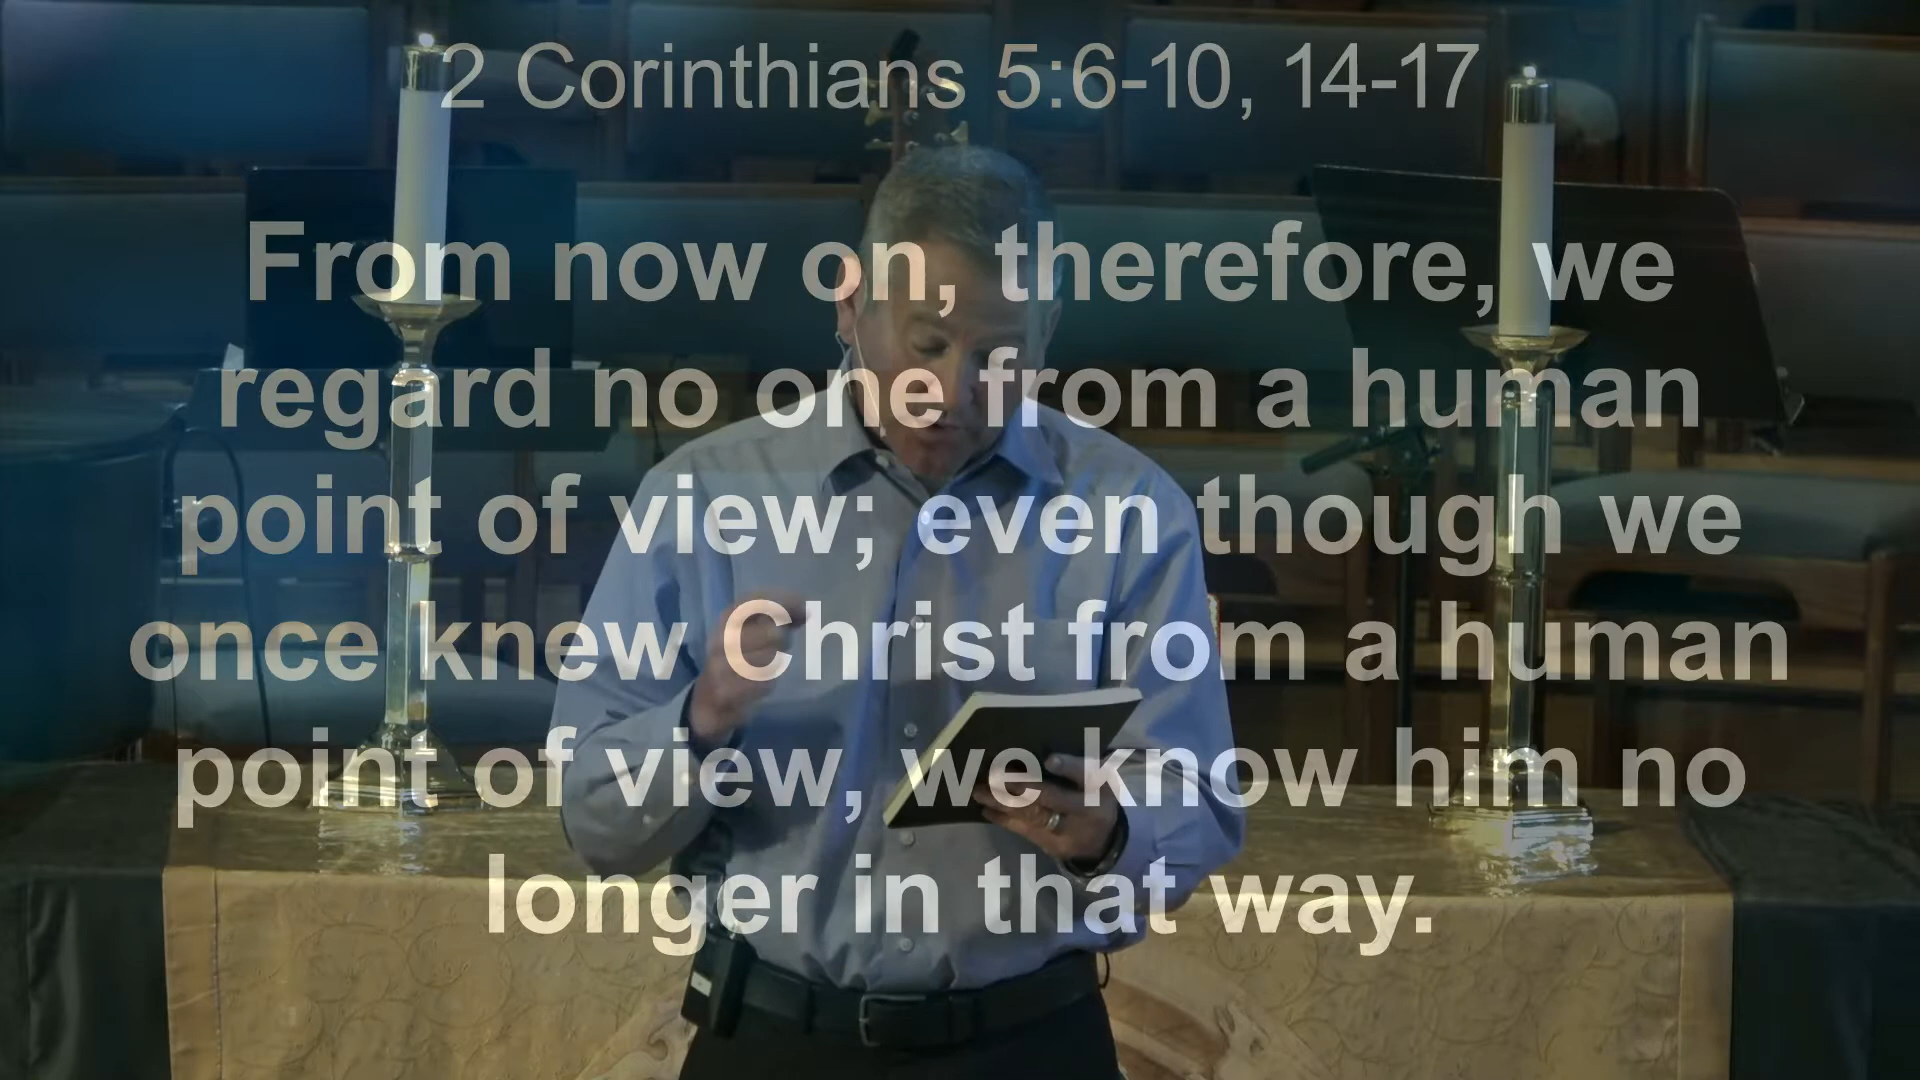 2 Corinthians 5:6-10, 14-17
From now on, therefore, we
regard no one from a human
point of view; even though we
once knew Christ from a human
point of view, we know him no
longer in that way.